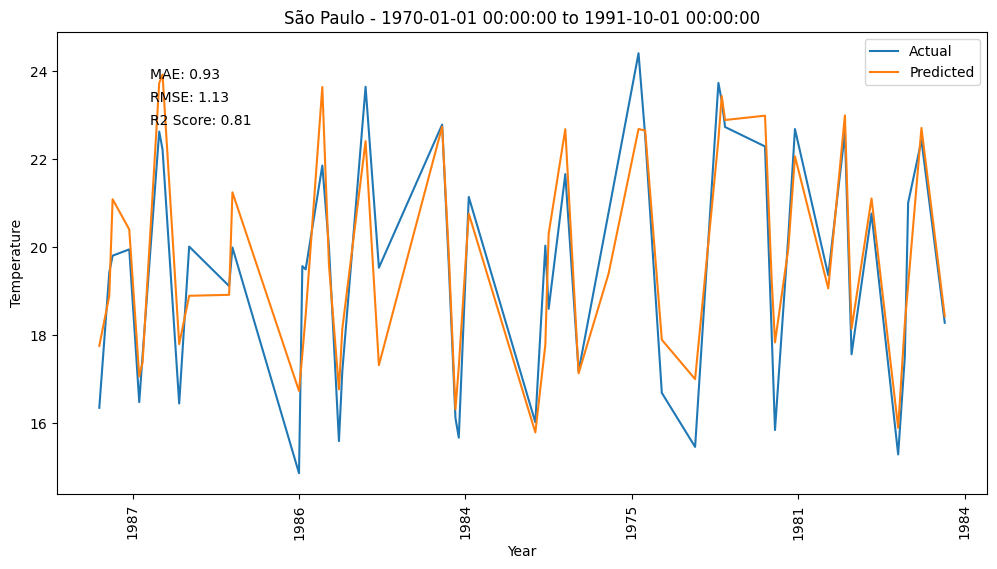 São Paulo - 1970-01-01 00:00:00 to 1991-10-01 00:00:00
Actual
Predicted
MAE: 0.93
RMSE: 1.13
R2 Score: 0.81
24
22
20
18
16
Temperature
1987
1986
1984
1975
1981
1984
Year